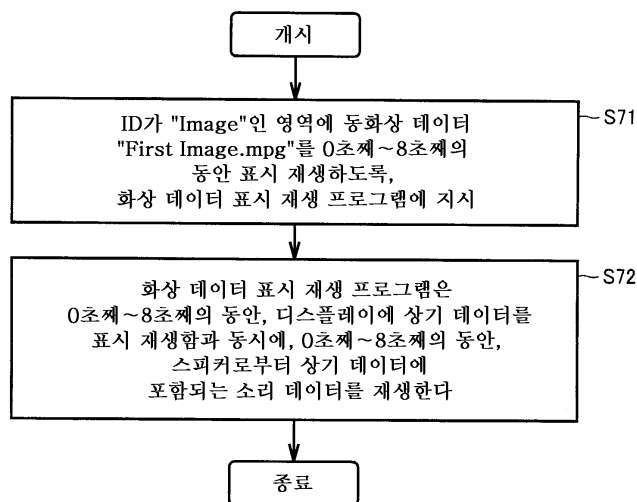 개시
ID가 "Image"인 영역에 동화상 데이터
"First Image.mpg"를 0초째~8초째의
동안 표시 재생하도록,
화상 데이터 표시 재생 프로그램에 지시
S71
화상 데이터 표시 재생 프로그램은
0초째~8초째의 동안, 디스플레이에 상기 데이터를
표시 재생함과 동시에, 0초째~8초째의 동안,
스피커로부터 상기 데이터에
포함되는 소리 데이터를 재생한다
S72
종료